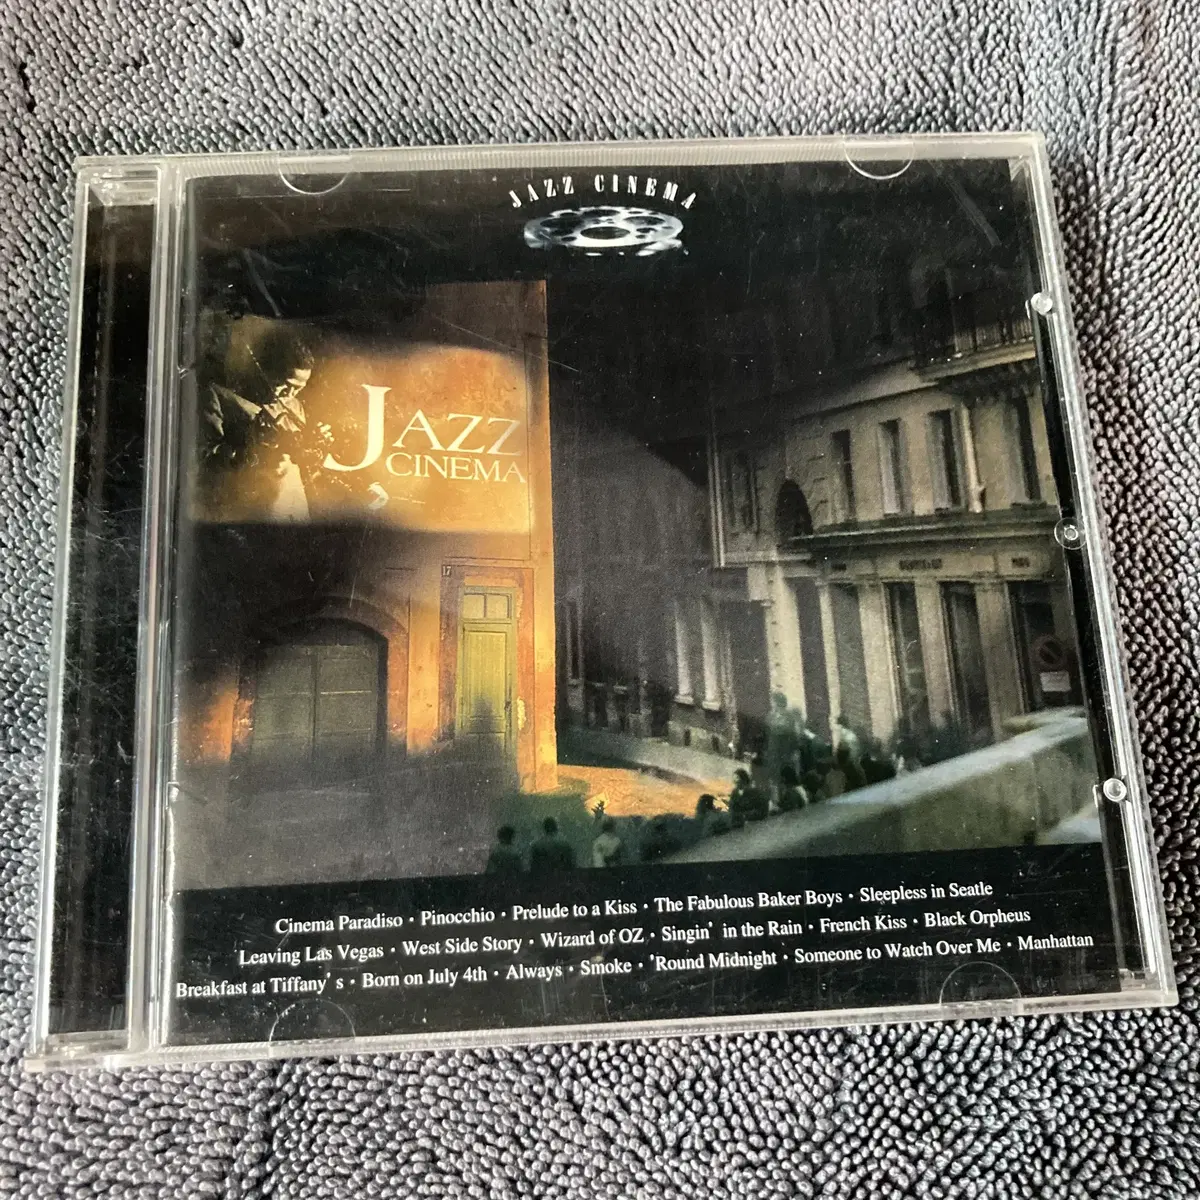 JAZZ CINEMA
JAZZ
CINEMA
17
Cinema Paradiso · Pinocchio · Prelude to a Kiss · The Fabulous Baker Boys · Sleepless in Seatle
Leaving Las Vegas · West Side Story · Wizard of OZ · Singin' in the Rain · French Kiss · Black Orpheus
Breakfast at Tiffany's · Born on July 4th · Always · Smoke · 'Round Midnight · Someone to Watch Over Me · Manhattan